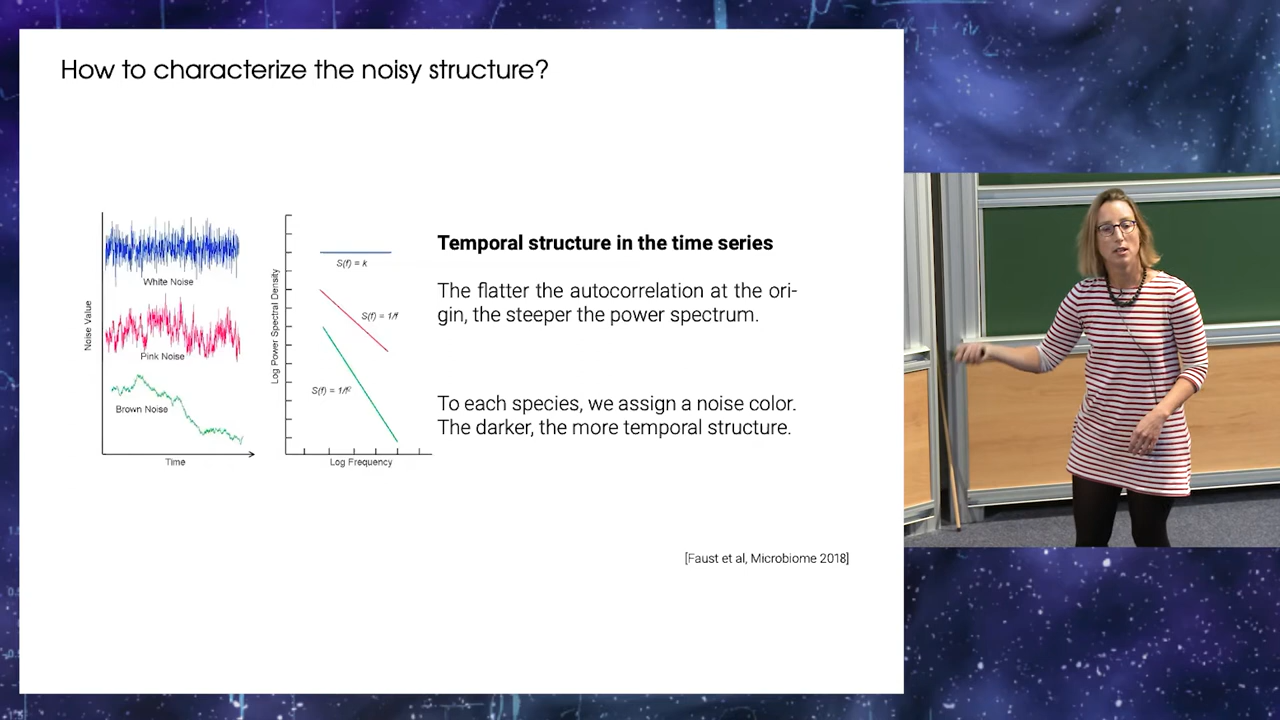 How to characterize the noisy structure?
Noise Value
White Noise
Pink Noise
Brown Noise
Time
Log Power Spectral Density
S(f) = k
S(f) = 1/f
S(f) = 1/f²
Log Frequency
Temporal structure in the time series
The flatter the autocorrelation at the ori-
gin, the steeper the power spectrum.
To each species, we assign a noise color.
The darker, the more temporal structure.
[Faust et al, Microbiome 2018]